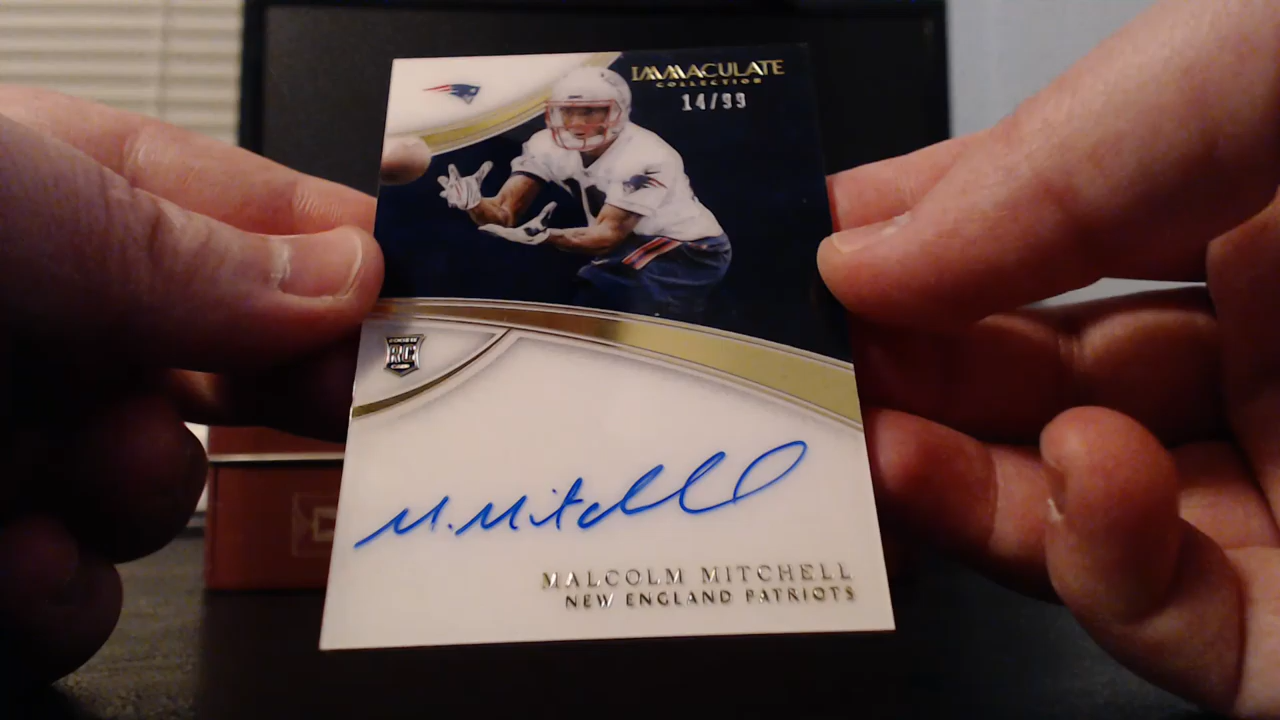 IMMACULATE
COLLECTION
14/99
RC
M. Mitchell
MALCOLM MITCHELL
NEW ENGLAND PATRIOTS